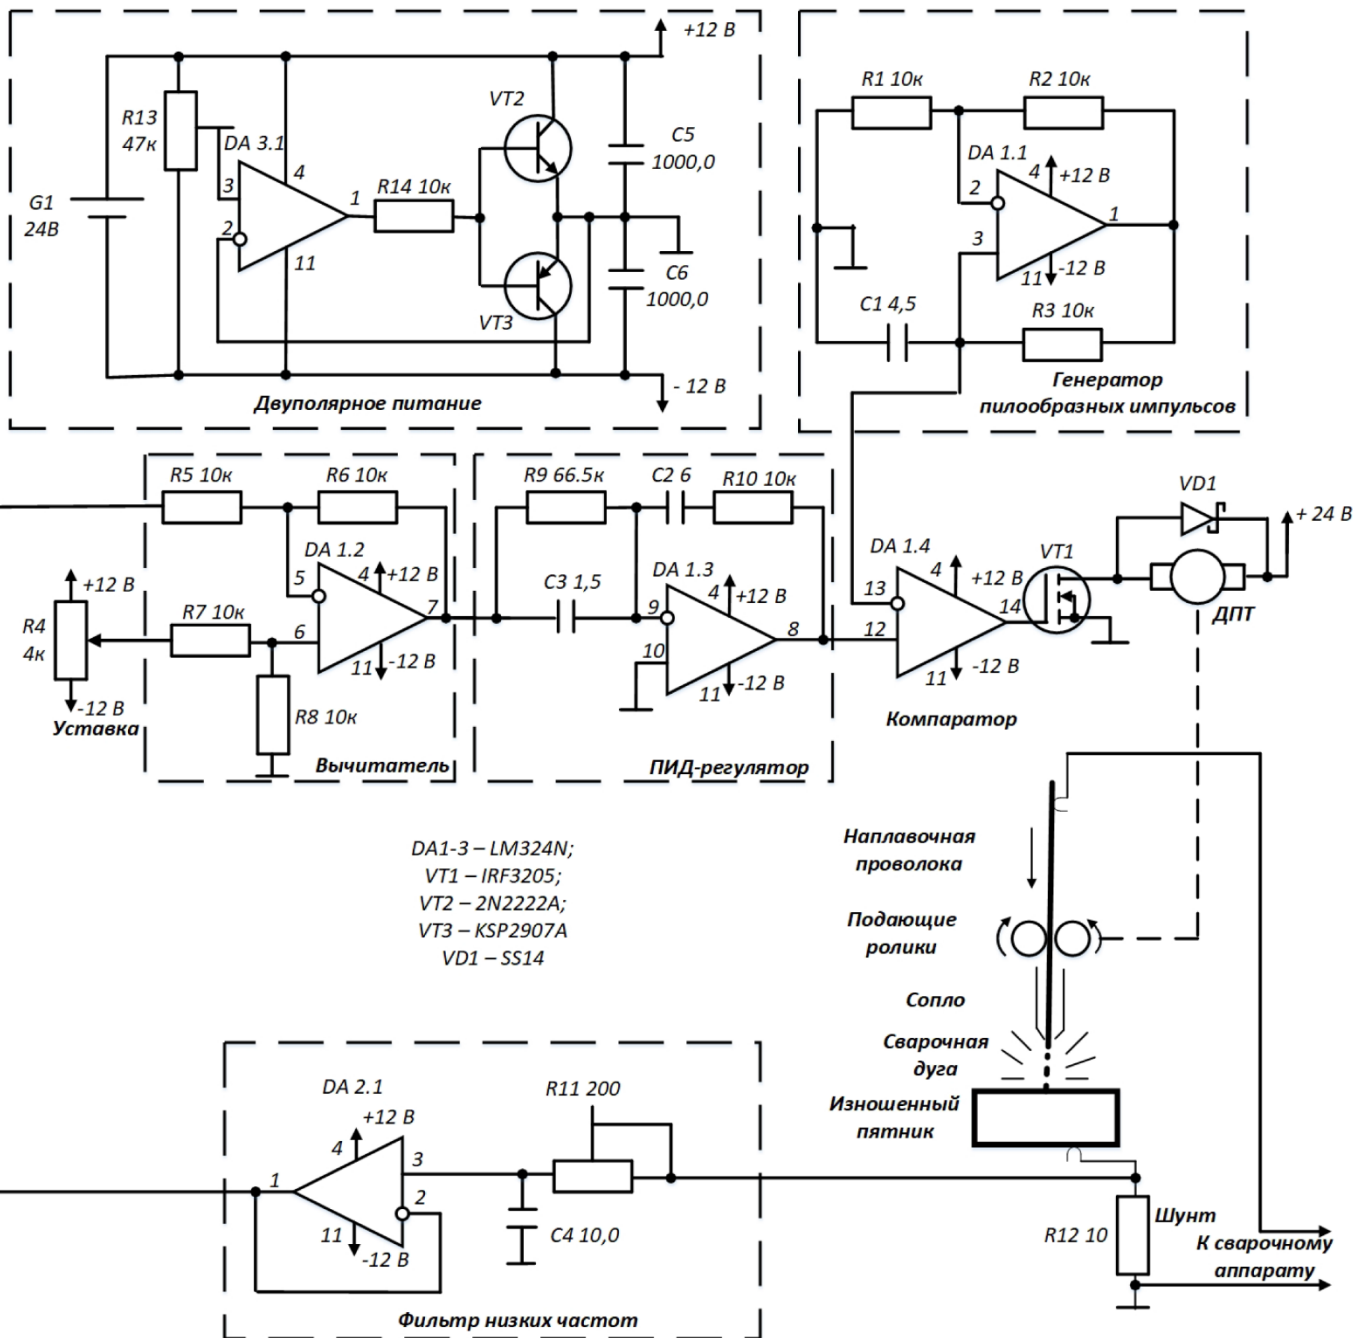 +12 В
R13
47к
DA 3.1
4
3
2
11
1
R14 10к
VT2
VT3
C5
1000,0
C6
1000,0
G1
24В
- 12 В
Двуполярное питание
R1 10к
R2 10к
DA 1.1
4
+12 В
2
3
1
11
-12 В
C1 4,5
R3 10к
Генератор
пилообразных импульсов
R5 10к
R6 10к
DA 1.2
5
4
+12 В
7
6
11
-12 В
+12 В
R4
4к
-12 В
Уставка
R7 10к
R8 10к
Вычитатель
R9 66.5к
C2 6
R10 10к
C3 1,5
DA 1.3
4
+12 В
9
10
8
11
-12 В
ПИД-регулятор
DA 1.4
4
+12 В
13
12
14
11
-12 В
Компаратор
VT1
VD1
+ 24 В
ДПТ
DA1-3 – LM324N;
VT1 – IRF3205;
VT2 – 2N2222A;
VT3 – KSP2907A
VD1 – SS14
Наплавочная
проволока
Подающие
ролики
Сопло
Сварочная
дуга
Изношенный
пятник
DA 2.1
+12 В
4
3
1
2
11
-12 В
R11 200
C4 10,0
Фильтр низких частот
R12 10
Шунт
К сварочному
аппарату